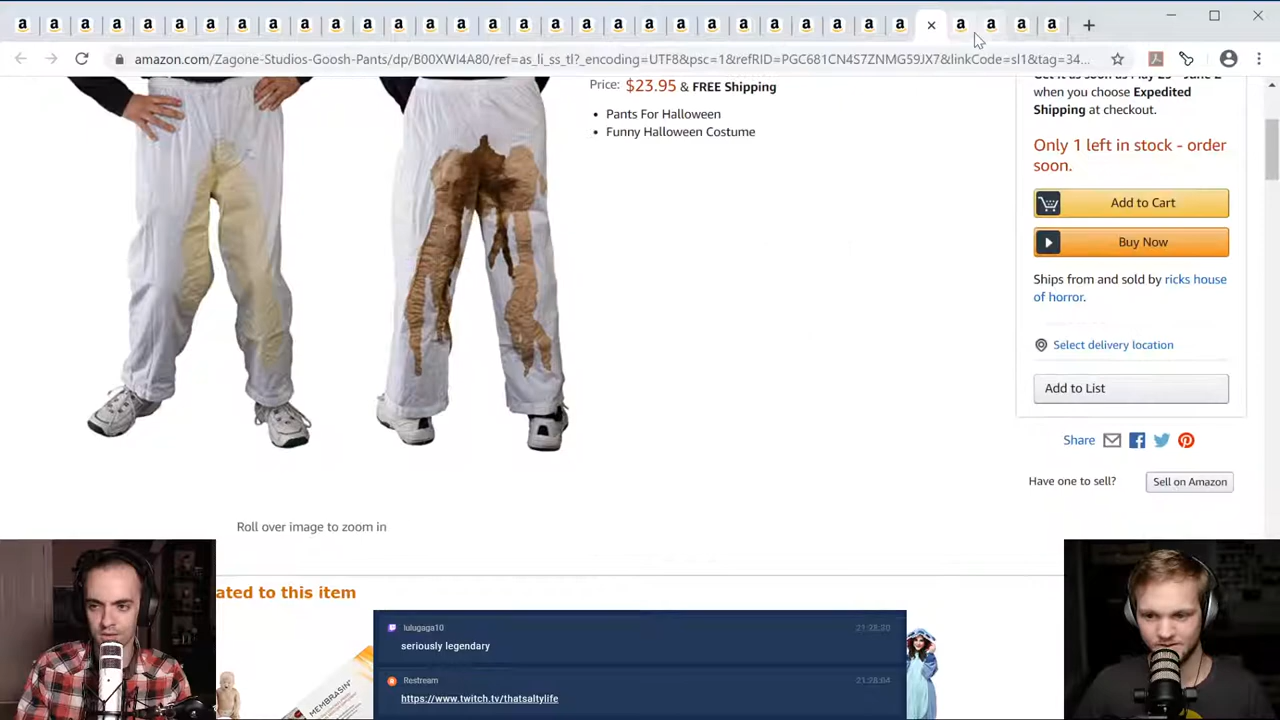 amazon.com/Zagone-Studios-Goosh-Pants/dp/B00XWI4A80/ref=as_li_ss_tl?_encoding=UTF8&psc=1&refRID=PGC681CN4S7ZNMG59JX7&linkCode=sl1&tag=34...
Price: $23.95 & FREE Shipping
• Pants For Halloween
• Funny Halloween Costume
when you choose
Expedited
Shipping at checkout.
Only 1 left in stock - order
soon.
Add to Cart
Buy Now
Ships from and sold by ricks house
of horror.
Select delivery location
Add to List
Share
Have one to sell?
Sell on Amazon
Roll over image to zoom in
ated to this item
MEMBRASIN
lulugaga10
21:28:30
seriously legendary
Restream
21:28:04
https://www.twitch.tv/thatsaltylife